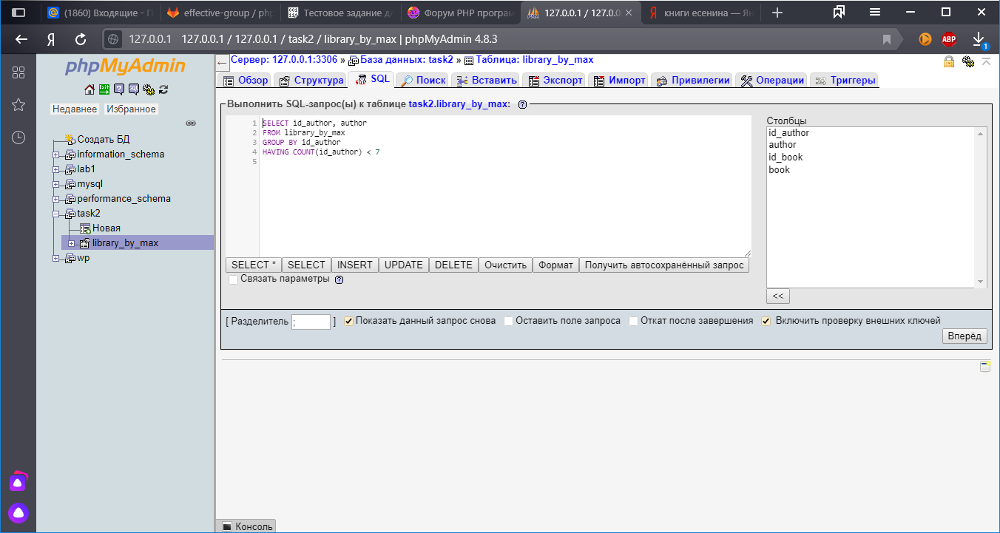 (1860) Входящие - П
effective-group / php
Тестовое задание дл
Форум PHP програм
127.0.0.1 / 127.0.0
книги есенина — Ян
127.0.0.1 127.0.0.1 / 127.0.0.1 / task2 / library_by_max | phpMyAdmin 4.8.3
ABP
1
phpMyAdmin
Недавнее Избранное
Создать БД
information_schema
lab1
mysql
performance_schema
task2
Новая
library_by_max
wp
Сервер: 127.0.0.1:3306 » База данных: task2 » Таблица: library_by_max
Обзор Структура SQL Поиск Вставить Экспорт Импорт Привилегии Операции Триггеры
Выполнить SQL-запрос(ы) к таблице task2.library_by_max:
1 SELECT id_author, author
2 FROM library_by_max
3 GROUP BY id_author
4 HAVING COUNT(id_author) < 7
5
Столбцы
id_author
author
id_book
book
SELECT * SELECT INSERT UPDATE DELETE Очистить Формат Получить автосохранённый запрос
Связать параметры
<<
[ Разделитель ; ] Показать данный запрос снова Оставить поле запроса Откат после завершения Включить проверку внешних ключей
Вперёд
Консоль